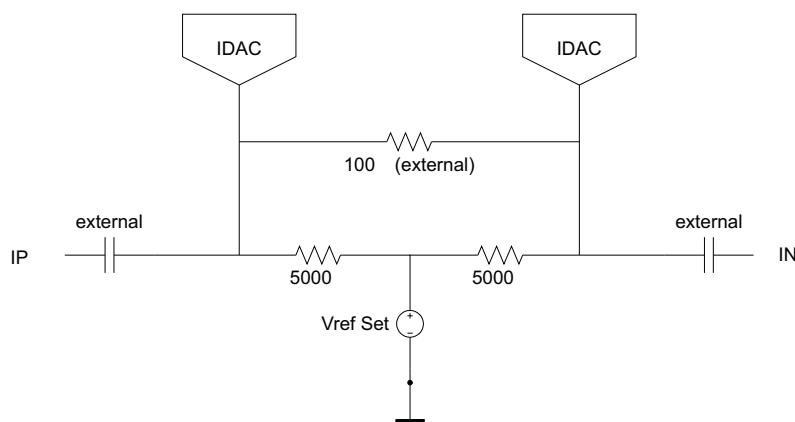 IDAC
IDAC
100 (external)
external
external
IP
IN
5000
5000
Vref Set
+
−